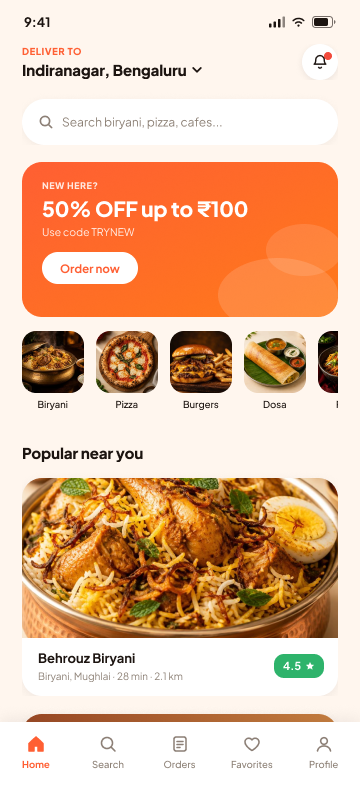 9:41
DELIVER TO
Indiranagar, Bengaluru
Search biryani, pizza, cafes...
NEW HERE?
50% OFF up to ₹100
Use code TRYNEW
Order now
Biryani
Pizza
Burgers
Dosa
Popular near you
Behrouz Biryani
Biryani, Mughlai · 28 min · 2.1 km
4.5 ★
Home
Search
Orders
Favorites
Profile